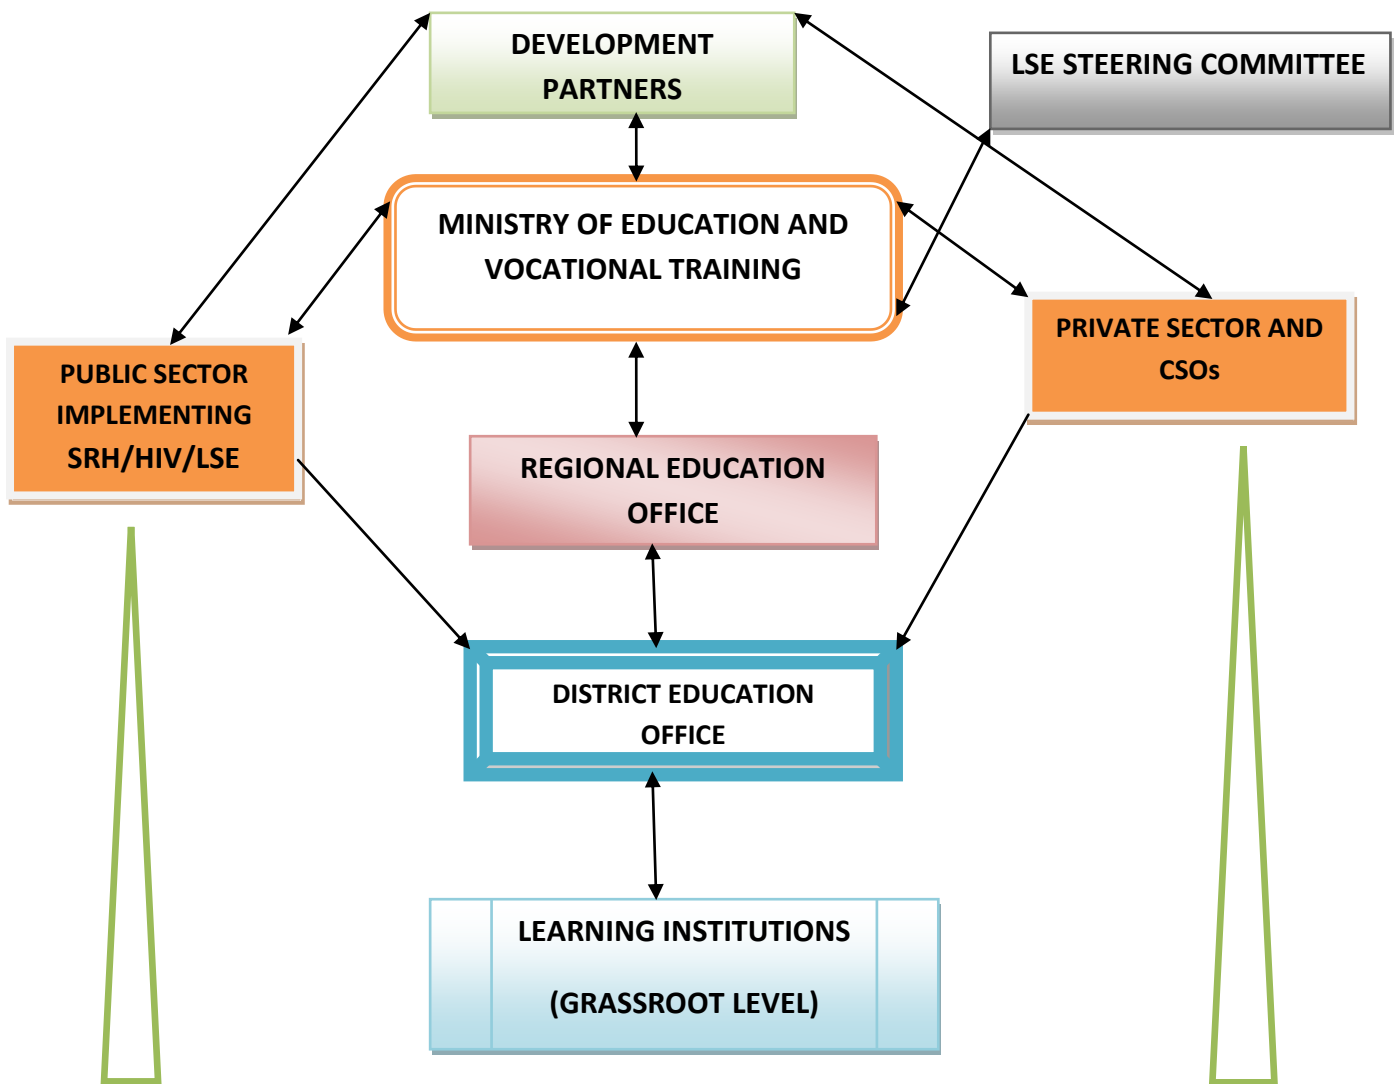 DEVELOPMENT
PARTNERS
LSE STEERING COMMITTEE
MINISTRY OF EDUCATION AND
VOCATIONAL TRAINING
PRIVATE SECTOR AND
CSOs
PUBLIC SECTOR
IMPLEMENTING
SRH/HIV/LSE
REGIONAL EDUCATION
OFFICE
DISTRICT EDUCATION
OFFICE
LEARNING INSTITUTIONS
(GRASSROOT LEVEL)